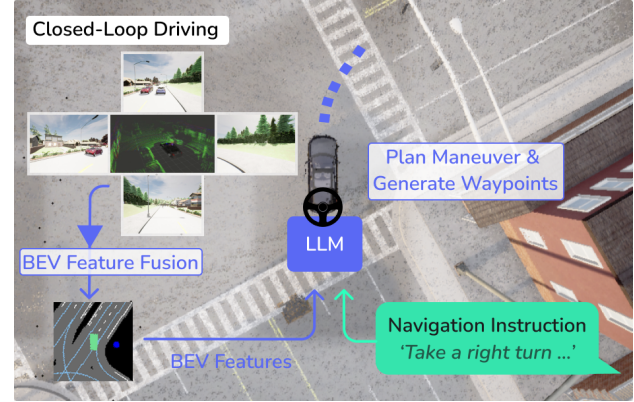 Closed-Loop Driving
Plan Maneuver &
Generate Waypoints
LLM
BEV Feature Fusion
BEV Features
Navigation Instruction
‘Take a right turn ...’